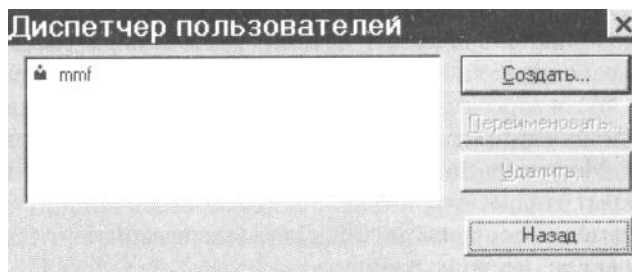 Диспетчер пользователей
mmf
Создать...
Переименовать...
Удалить...
Назад